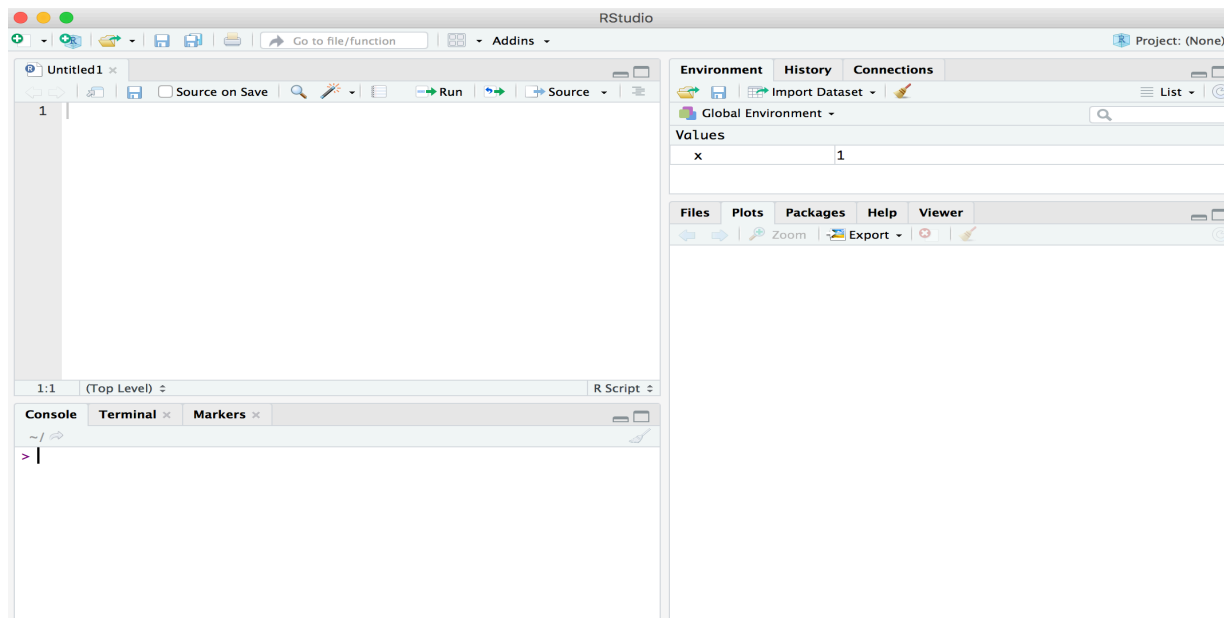 RStudio
Go to file/function
Addins
Project: (None)
Untitled1
Source on Save
Run
Source
1
1:1
(Top Level)
R Script
Console
Terminal
Markers
~/
>
Environment
History
Connections
Import Dataset
List
Global Environment
Values
x
1
Files
Plots
Packages
Help
Viewer
Zoom
Export